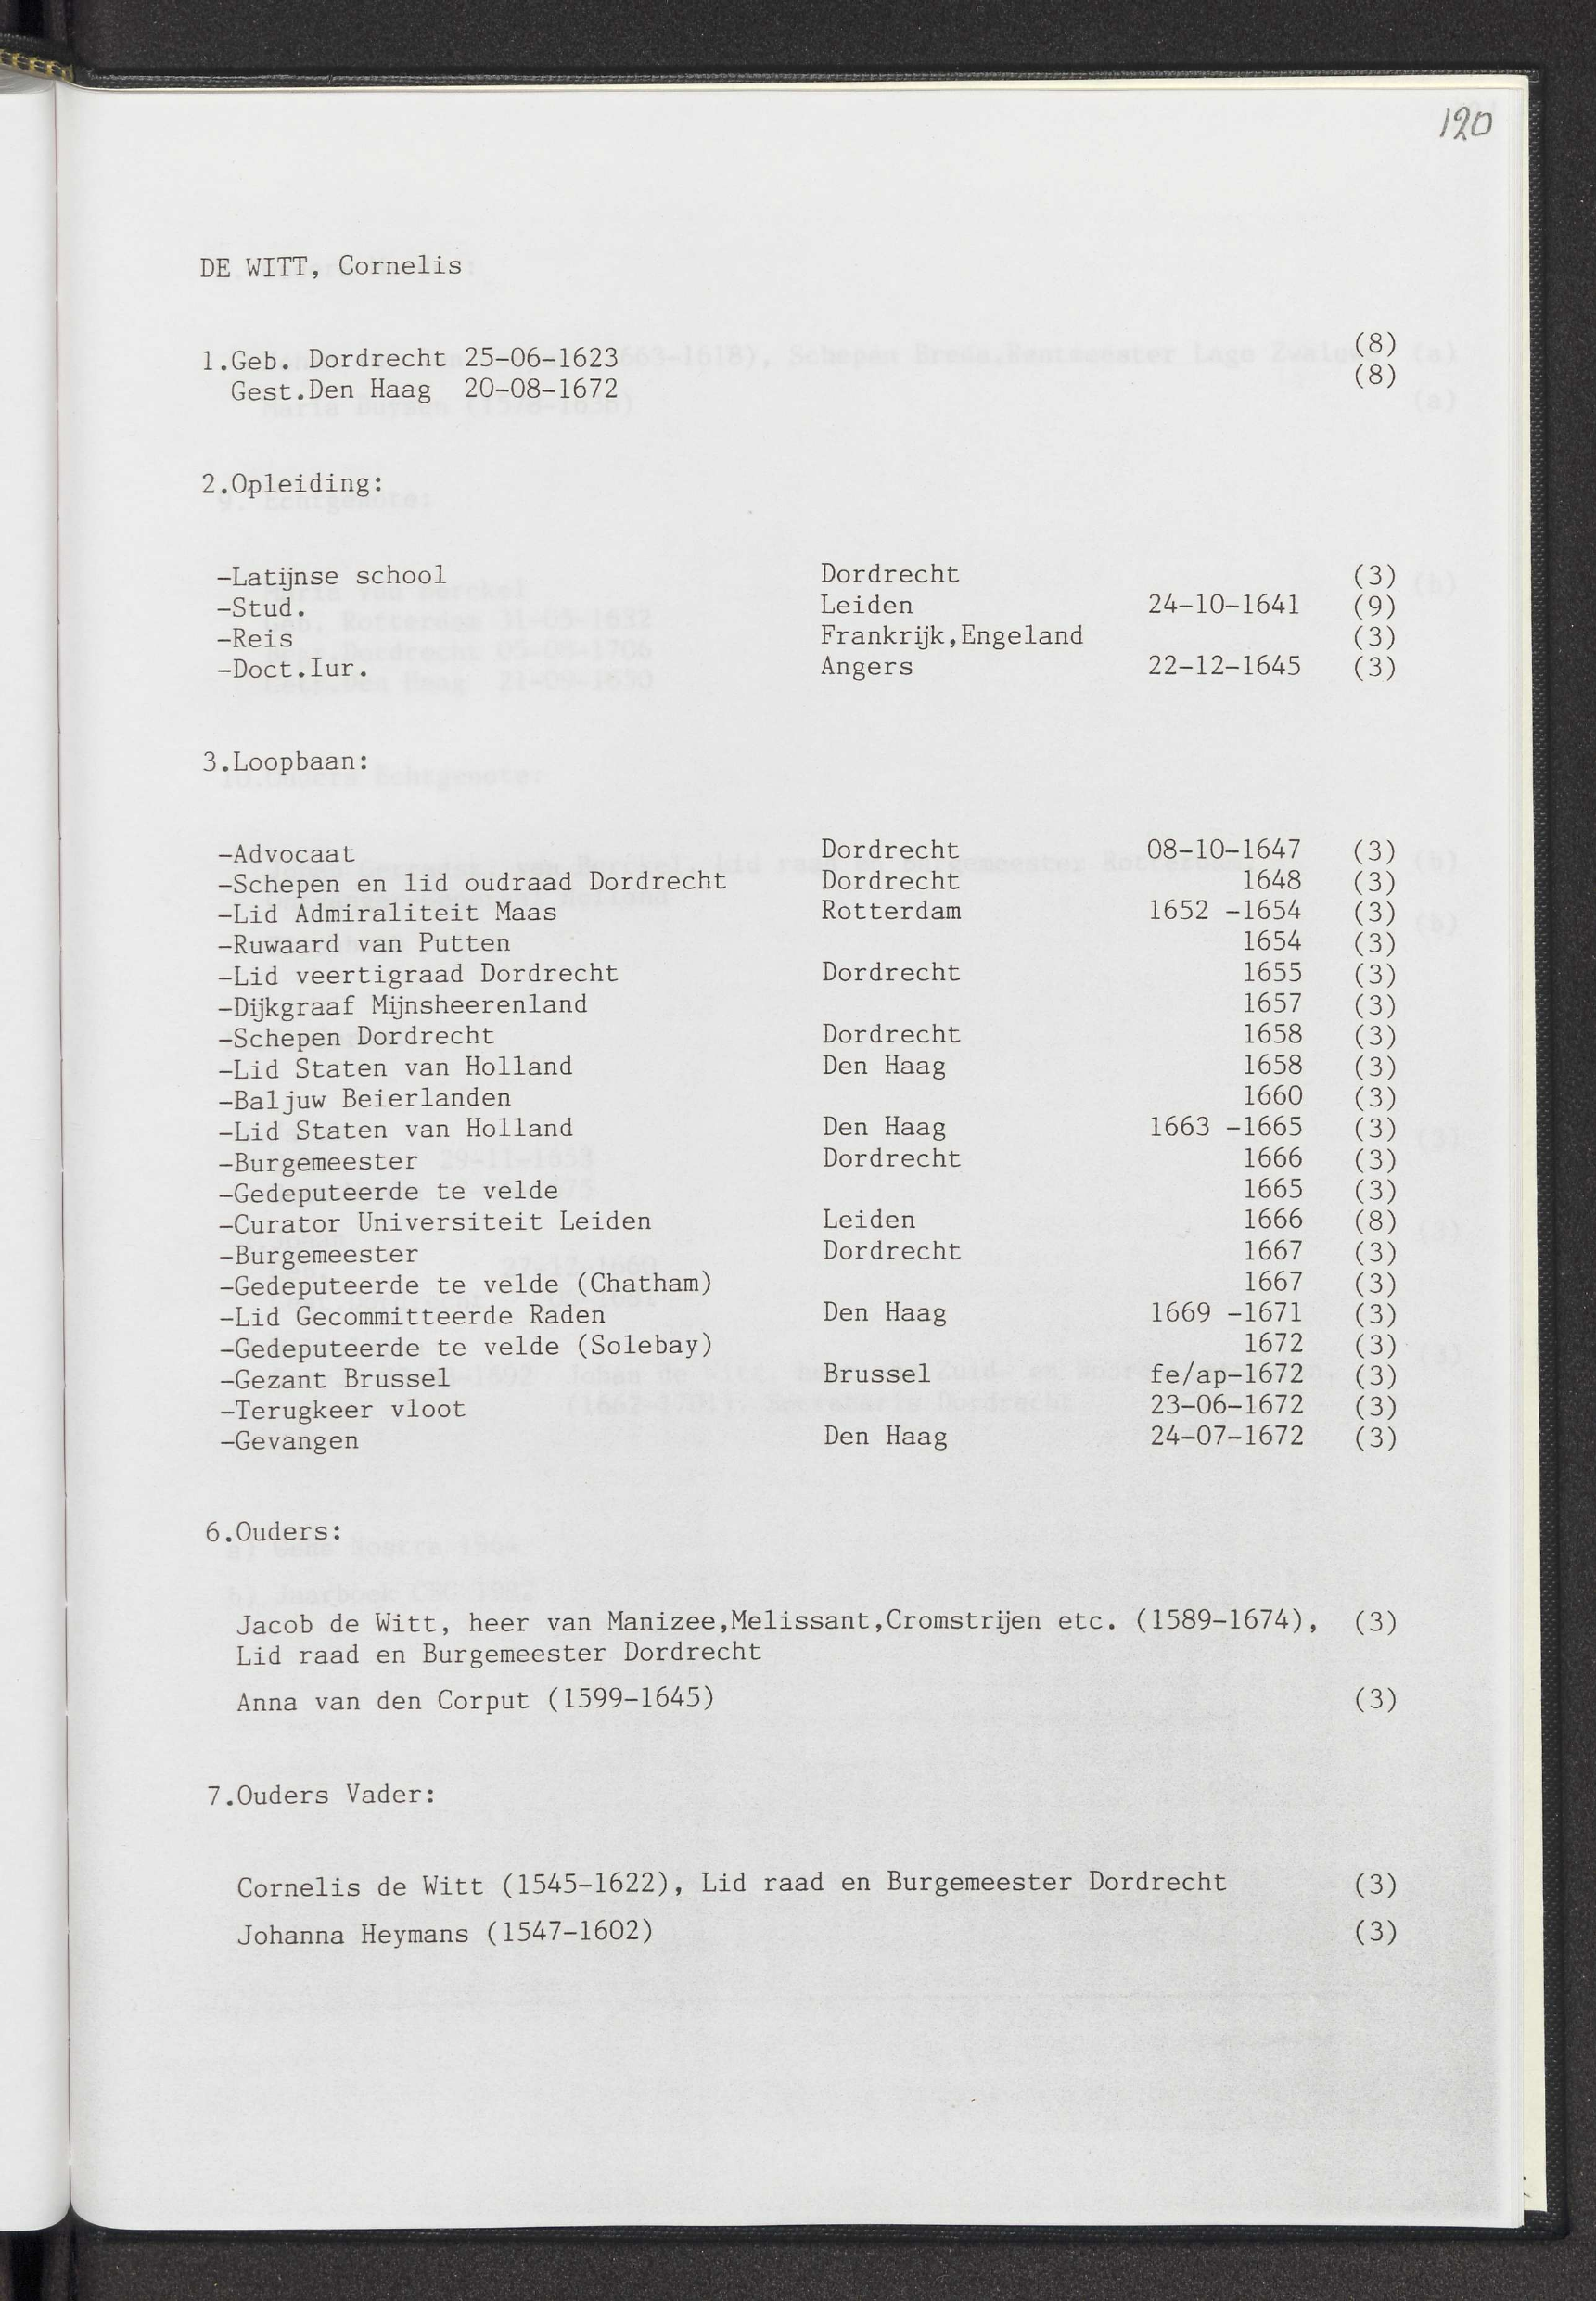 120
DE WITT, Cornelis
1.Geb. Dordrecht 25-06-1623 (8)
Gest.Den Haag 20-08-1672 (8)
2.Opleiding:
-Latijnse school Dordrecht (3)
-Stud. Leiden 24-10-1641 (9)
-Reis Frankrijk,Engeland (3)
-Doct.Iur. Angers 22-12-1645 (3)
3.Loopbaan:
-Advocaat Dordrecht 08-10-1647 (3)
-Schepen en lid oudraad Dordrecht Dordrecht 1648 (3)
-Lid Admiraliteit Maas Rotterdam 1652 -1654 (3)
-Ruwaard van Putten 1654 (3)
-Lid veertigraad Dordrecht Dordrecht 1655 (3)
-Dijkgraaf Mijnsheerenland 1657 (3)
-Schepen Dordrecht Dordrecht 1658 (3)
-Lid Staten van Holland Den Haag 1658 (3)
-Baljuw Beierlanden 1660 (3)
-Lid Staten van Holland Den Haag 1663 -1665 (3)
-Burgemeester Dordrecht 1666 (3)
-Gedeputeerde te velde 1665 (3)
-Curator Universiteit Leiden Leiden 1666 (8)
-Burgemeester Dordrecht 1667 (3)
-Gedeputeerde te velde (Chatham) 1667 (3)
-Lid Gecommitteerde Raden Den Haag 1669 -1671 (3)
-Gedeputeerde te velde (Solebay) 1672 (3)
-Gezant Brussel Brussel fe/ap-1672 (3)
-Terugkeer vloot 23-06-1672 (3)
-Gevangen Den Haag 24-07-1672 (3)
6.Ouders:
Jacob de Witt, heer van Manizee,Melissant,Cromstrijen etc. (1589-1674), (3)
Lid raad en Burgemeester Dordrecht
Anna van den Corput (1599-1645) (3)
7.Ouders Vader:
Cornelis de Witt (1545-1622), Lid raad en Burgemeester Dordrecht (3)
Johanna Heymans (1547-1602) (3)